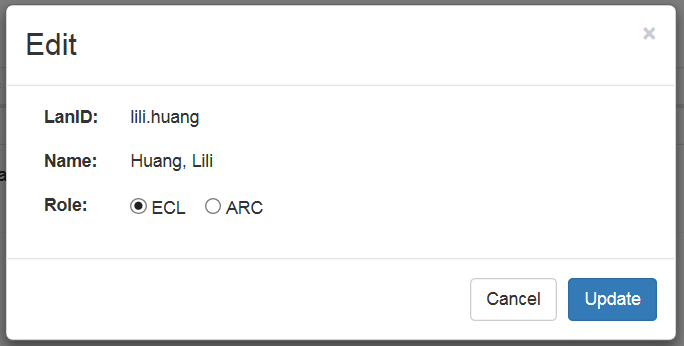 Edit ×
LanID: lili.huang
Name: Huang, Lili
Role: ECL ARC
Cancel Update